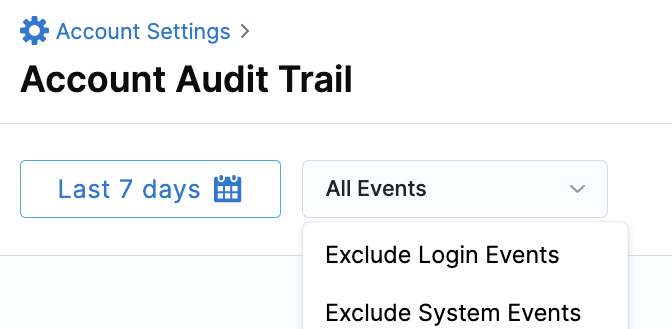 Account Settings >
Account Audit Trail
Last 7 days
All Events
Exclude Login Events
Exclude System Events